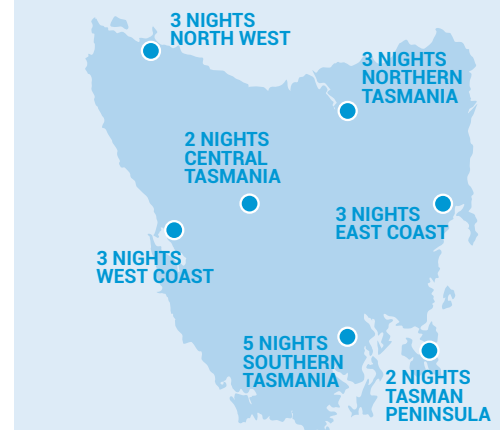 3 NIGHTS
NORTH WEST
3 NIGHTS
NORTHERN
TASMANIA
2 NIGHTS
CENTRAL
TASMANIA
3 NIGHTS
EAST COAST
3 NIGHTS
WEST COAST
5 NIGHTS
SOUTHERN
TASMANIA
2 NIGHTS
TASMAN
PENINSULA